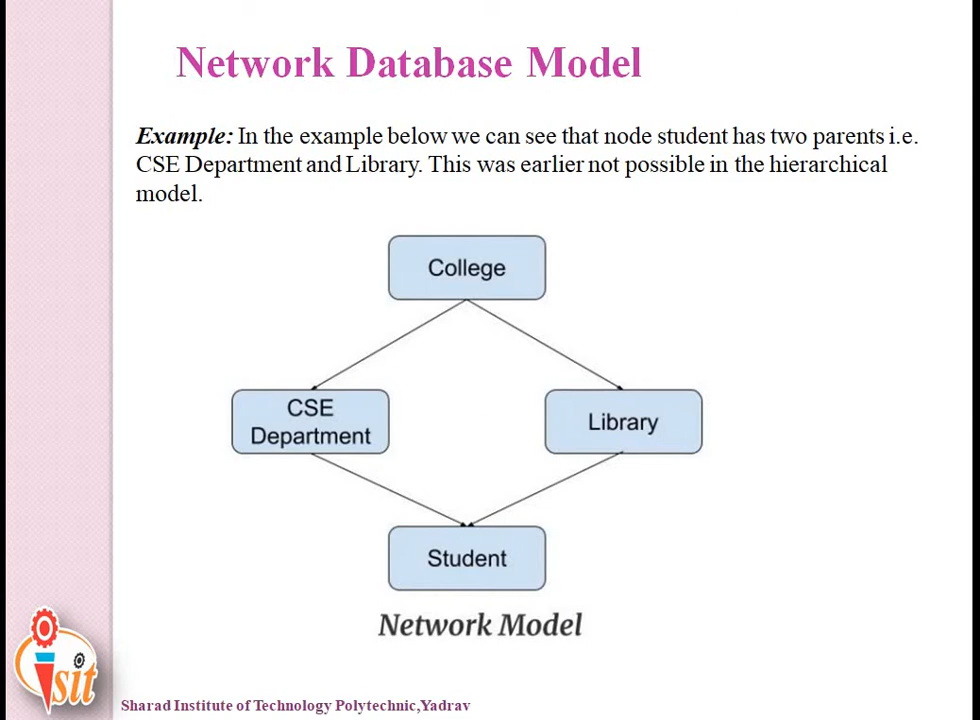 Network Database Model
Example: In the example below we can see that node student has two parents i.e.
CSE Department and Library. This was earlier not possible in the hierarchical
model.
College
CSE
Department
Library
Student
Network Model
sit
Sharad Institute of Technology Polytechnic,Yadrav